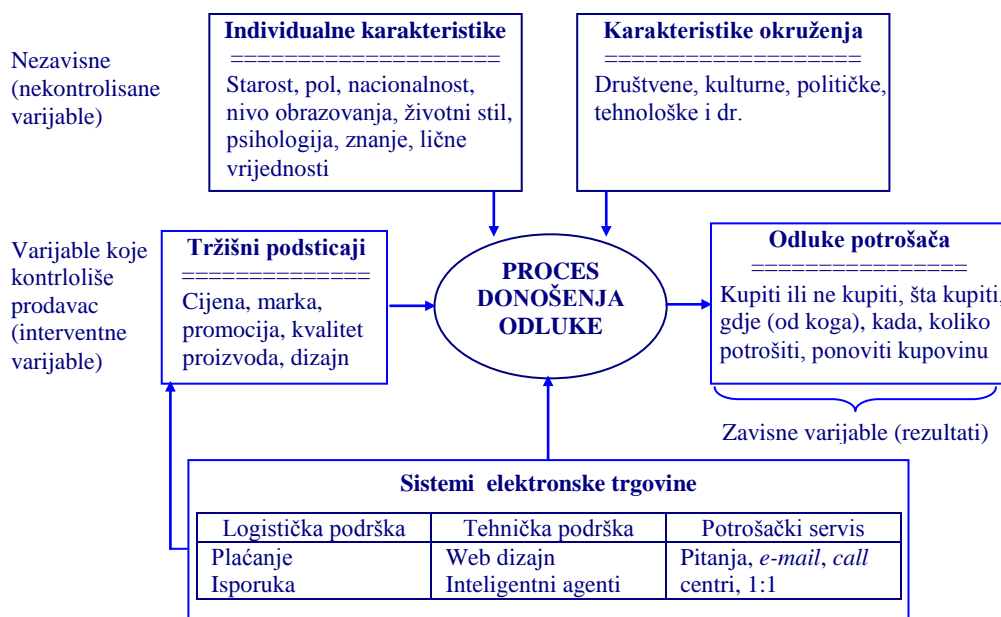 Nezavisne
(nekontrolisane
varijable)
Individualne karakteristike
====================
Starost, pol, nacionalnost,
nivo obrazovanja, životni stil,
psihologija, znanje, lične
vrijednosti
Karakteristike okruženja
===================
Društvene, kulturne, političke,
tehnološke i dr.
Varijable koje
kontrloliše
prodavac
(interventne
varijable)
Tržišni podsticaji
==============
Cijena, marka,
promocija, kvalitet
proizvoda, dizajn
PROCES
DONOŠENJA
ODLUKE
Odluke potrošača
================
Kupiti ili ne kupiti, šta kupiti,
gdje (od koga), kada, koliko
potrošiti, ponoviti kupovinu
Zavisne varijable (rezultati)
Sistemi elektronske trgovine
Logistička podrška
Plaćanje
Isporuka
Tehnička podrška
Web dizajn
Inteligentni agenti
Potrošački servis
Pitanja, e-mail, call
centri, 1:1